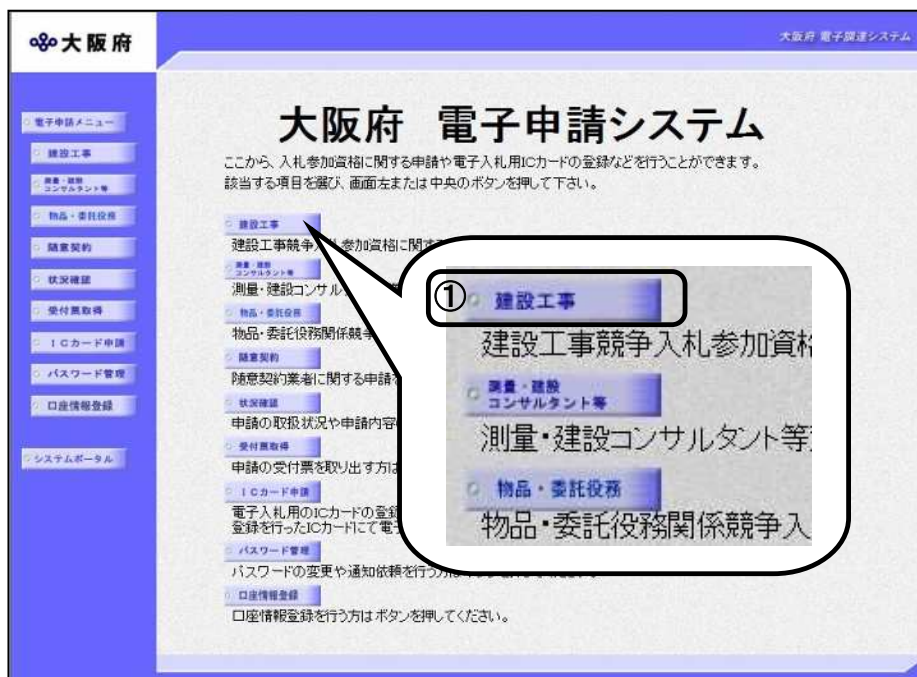 大阪府
大阪府 電子調達システム
電子申請メニュー
建設工事
測量・建設
コンサルタント等
物品・委託役務
随意契約
状況確認
受付票取得
ICカード申請
パスワード管理
口座情報登録
システムポータル
大阪府 電子申請システム
ここから、入札参加資格に関する申請や電子入札用ICカードの登録などを行うことができます。
該当する項目を選び、画面左または中央のボタンを押して下さい。
建設工事
建設工事競争入札参加資格に関す
測量・建設
コンサルタント等
測量・建設コンサル
物品・委託役務
物品・委託役務関係競争
随意契約
随意契約業者に関する申請
状況確認
申請の取扱状況や申請内容
受付票取得
申請の受付票を取り出す方は
ICカード申請
電子入札用のICカードの登録
登録を行ったICカードにて電子
パスワード管理
パスワードの変更や通知依頼を行う方は
口座情報登録
口座情報登録を行う方はボタンを押してください。
①
建設工事
建設工事競争入札参加資格
測量・建設
コンサルタント等
測量・建設コンサルタント等
物品・委託役務
物品・委託役務関係競争入